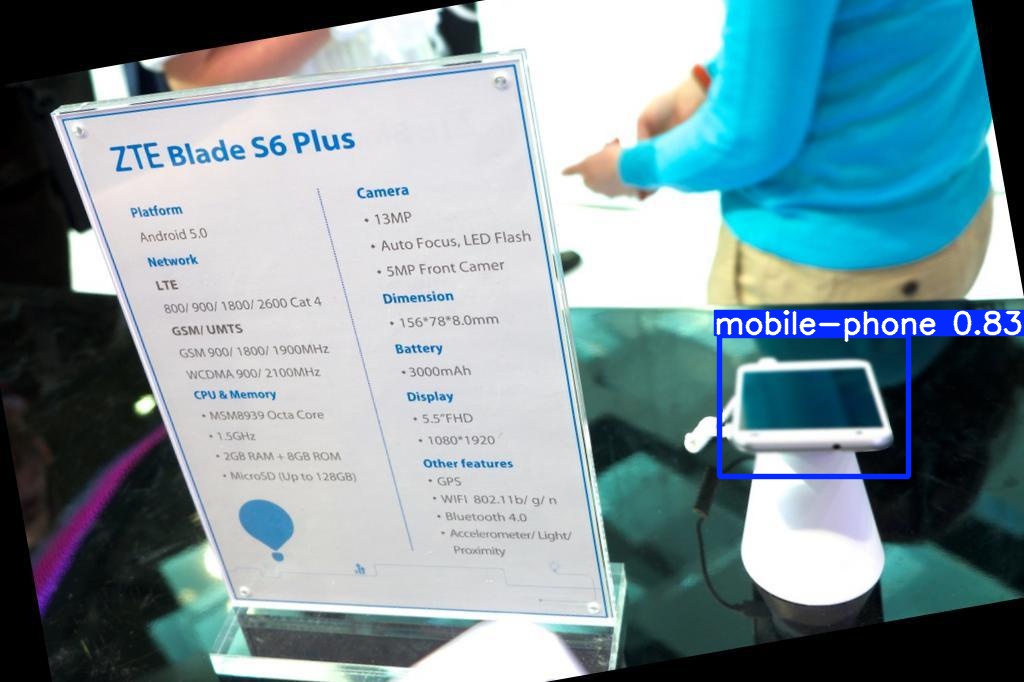 ZTE Blade S6 Plus
Platform
Android 5.0
Network
LTE
800/ 900/ 1800/ 2600 Cat 4
GSM/ UMTS
GSM 900/ 1800/ 1900MHz
WCDMA 900/ 2100MHz
CPU & Memory
• MSM8939 Octa Core
• 1.5GHz
• 2GB RAM + 8GB ROM
• MicroSD (Up to 128GB)
Camera
• 13MP
• Auto Focus, LED Flash
• 5MP Front Camer
Dimension
• 156*78*8.0mm
Battery
• 3000mAh
Display
• 5.5"FHD
• 1080*1920
Other features
• GPS
• WIFI 802.11b/ g/ n
• Bluetooth 4.0
• Accelerometer/ Light/
Proximity
mobile-phone 0.83